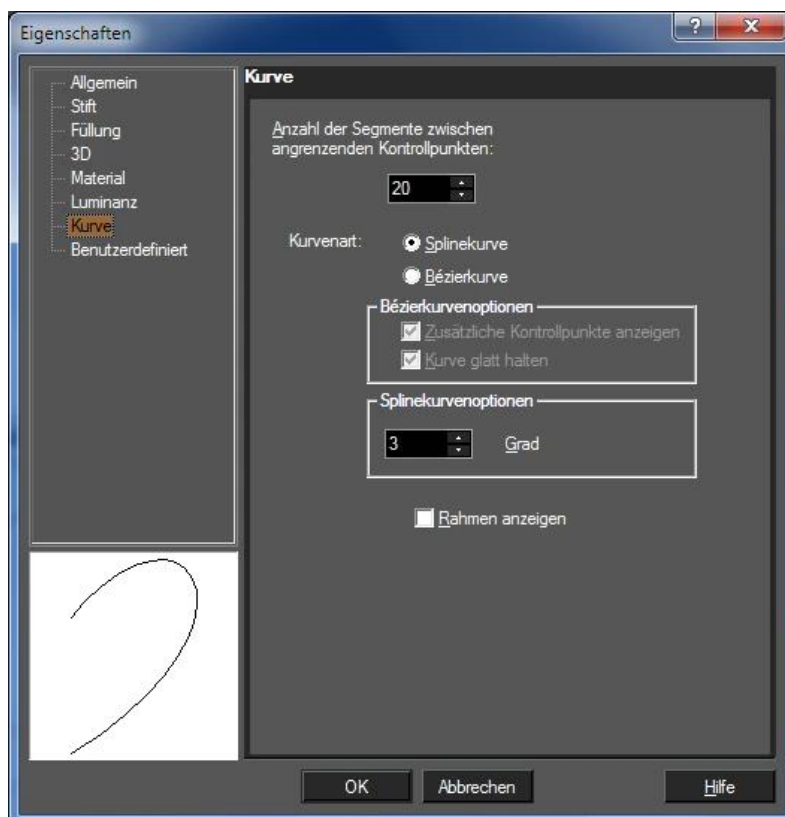 Eigenschaften
?
X
Allgemein
Stift
Füllung
3D
Material
Luminanz
Kurve
Benutzerdefiniert
Kurve
Anzahl der Segmente zwischen
angrenzenden Kontrollpunkten:
20
Kurvenart:
Splinekurve
Bézierkurve
Bézierkurvenoptionen
Zusätzliche Kontrollpunkte anzeigen
Kurve glatt halten
Splinekurvenoptionen
3 Grad
Rahmen anzeigen
OK Abbrechen Hilfe